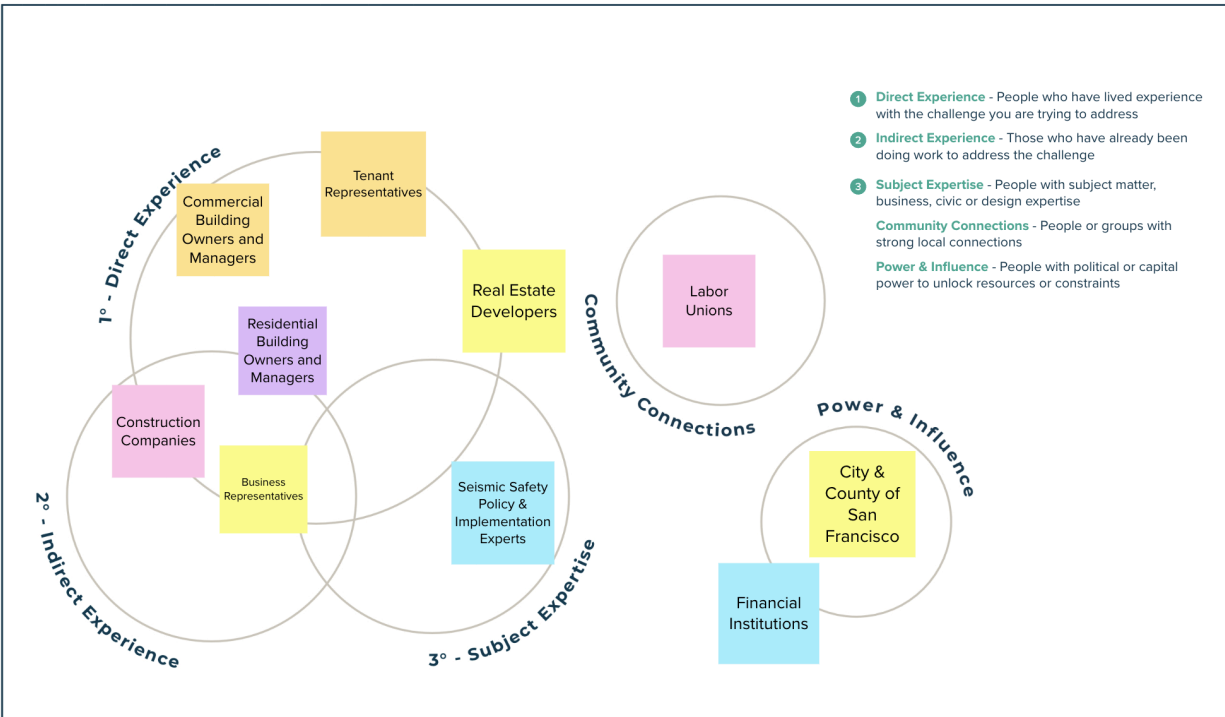 1° - Direct Experience
Tenant
Representatives
Commercial
Building
Owners and
Managers
Real Estate
Developers
Residential
Building
Owners and
Managers
Construction
Companies
Business
Representatives
Seismic Safety
Policy &
Implementation
Experts
2° - Indirect Experience
3° - Subject Expertise
Labor
Unions
Community Connections
Power & Influence
City &
County of
San
Francisco
Financial
Institutions
1 Direct Experience - People who have lived experience
with the challenge you are trying to address
2 Indirect Experience - Those who have already been
doing work to address the challenge
3 Subject Expertise - People with subject matter,
business, civic or design expertise
Community Connections - People or groups with
strong local connections
Power & Influence - People with political or capital
power to unlock resources or constraints